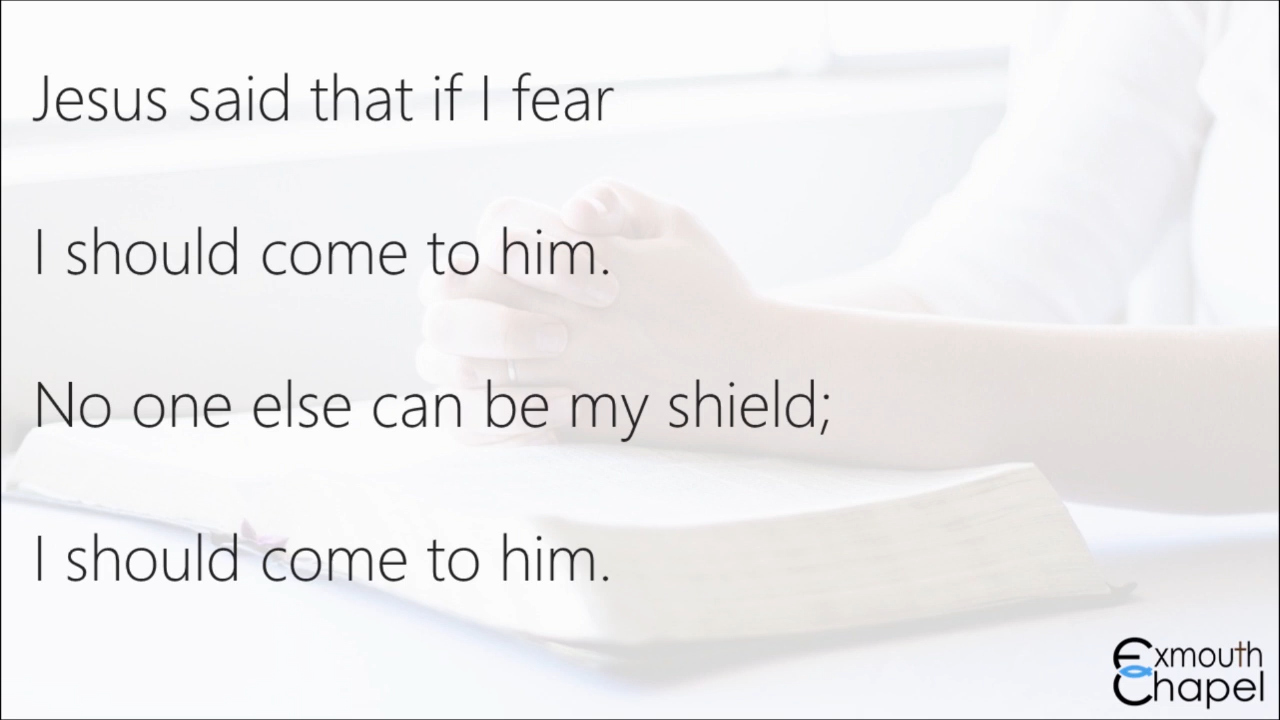 Jesus said that if I fear
I should come to him.
No one else can be my shield;
I should come to him.
Exmouth
Chapel